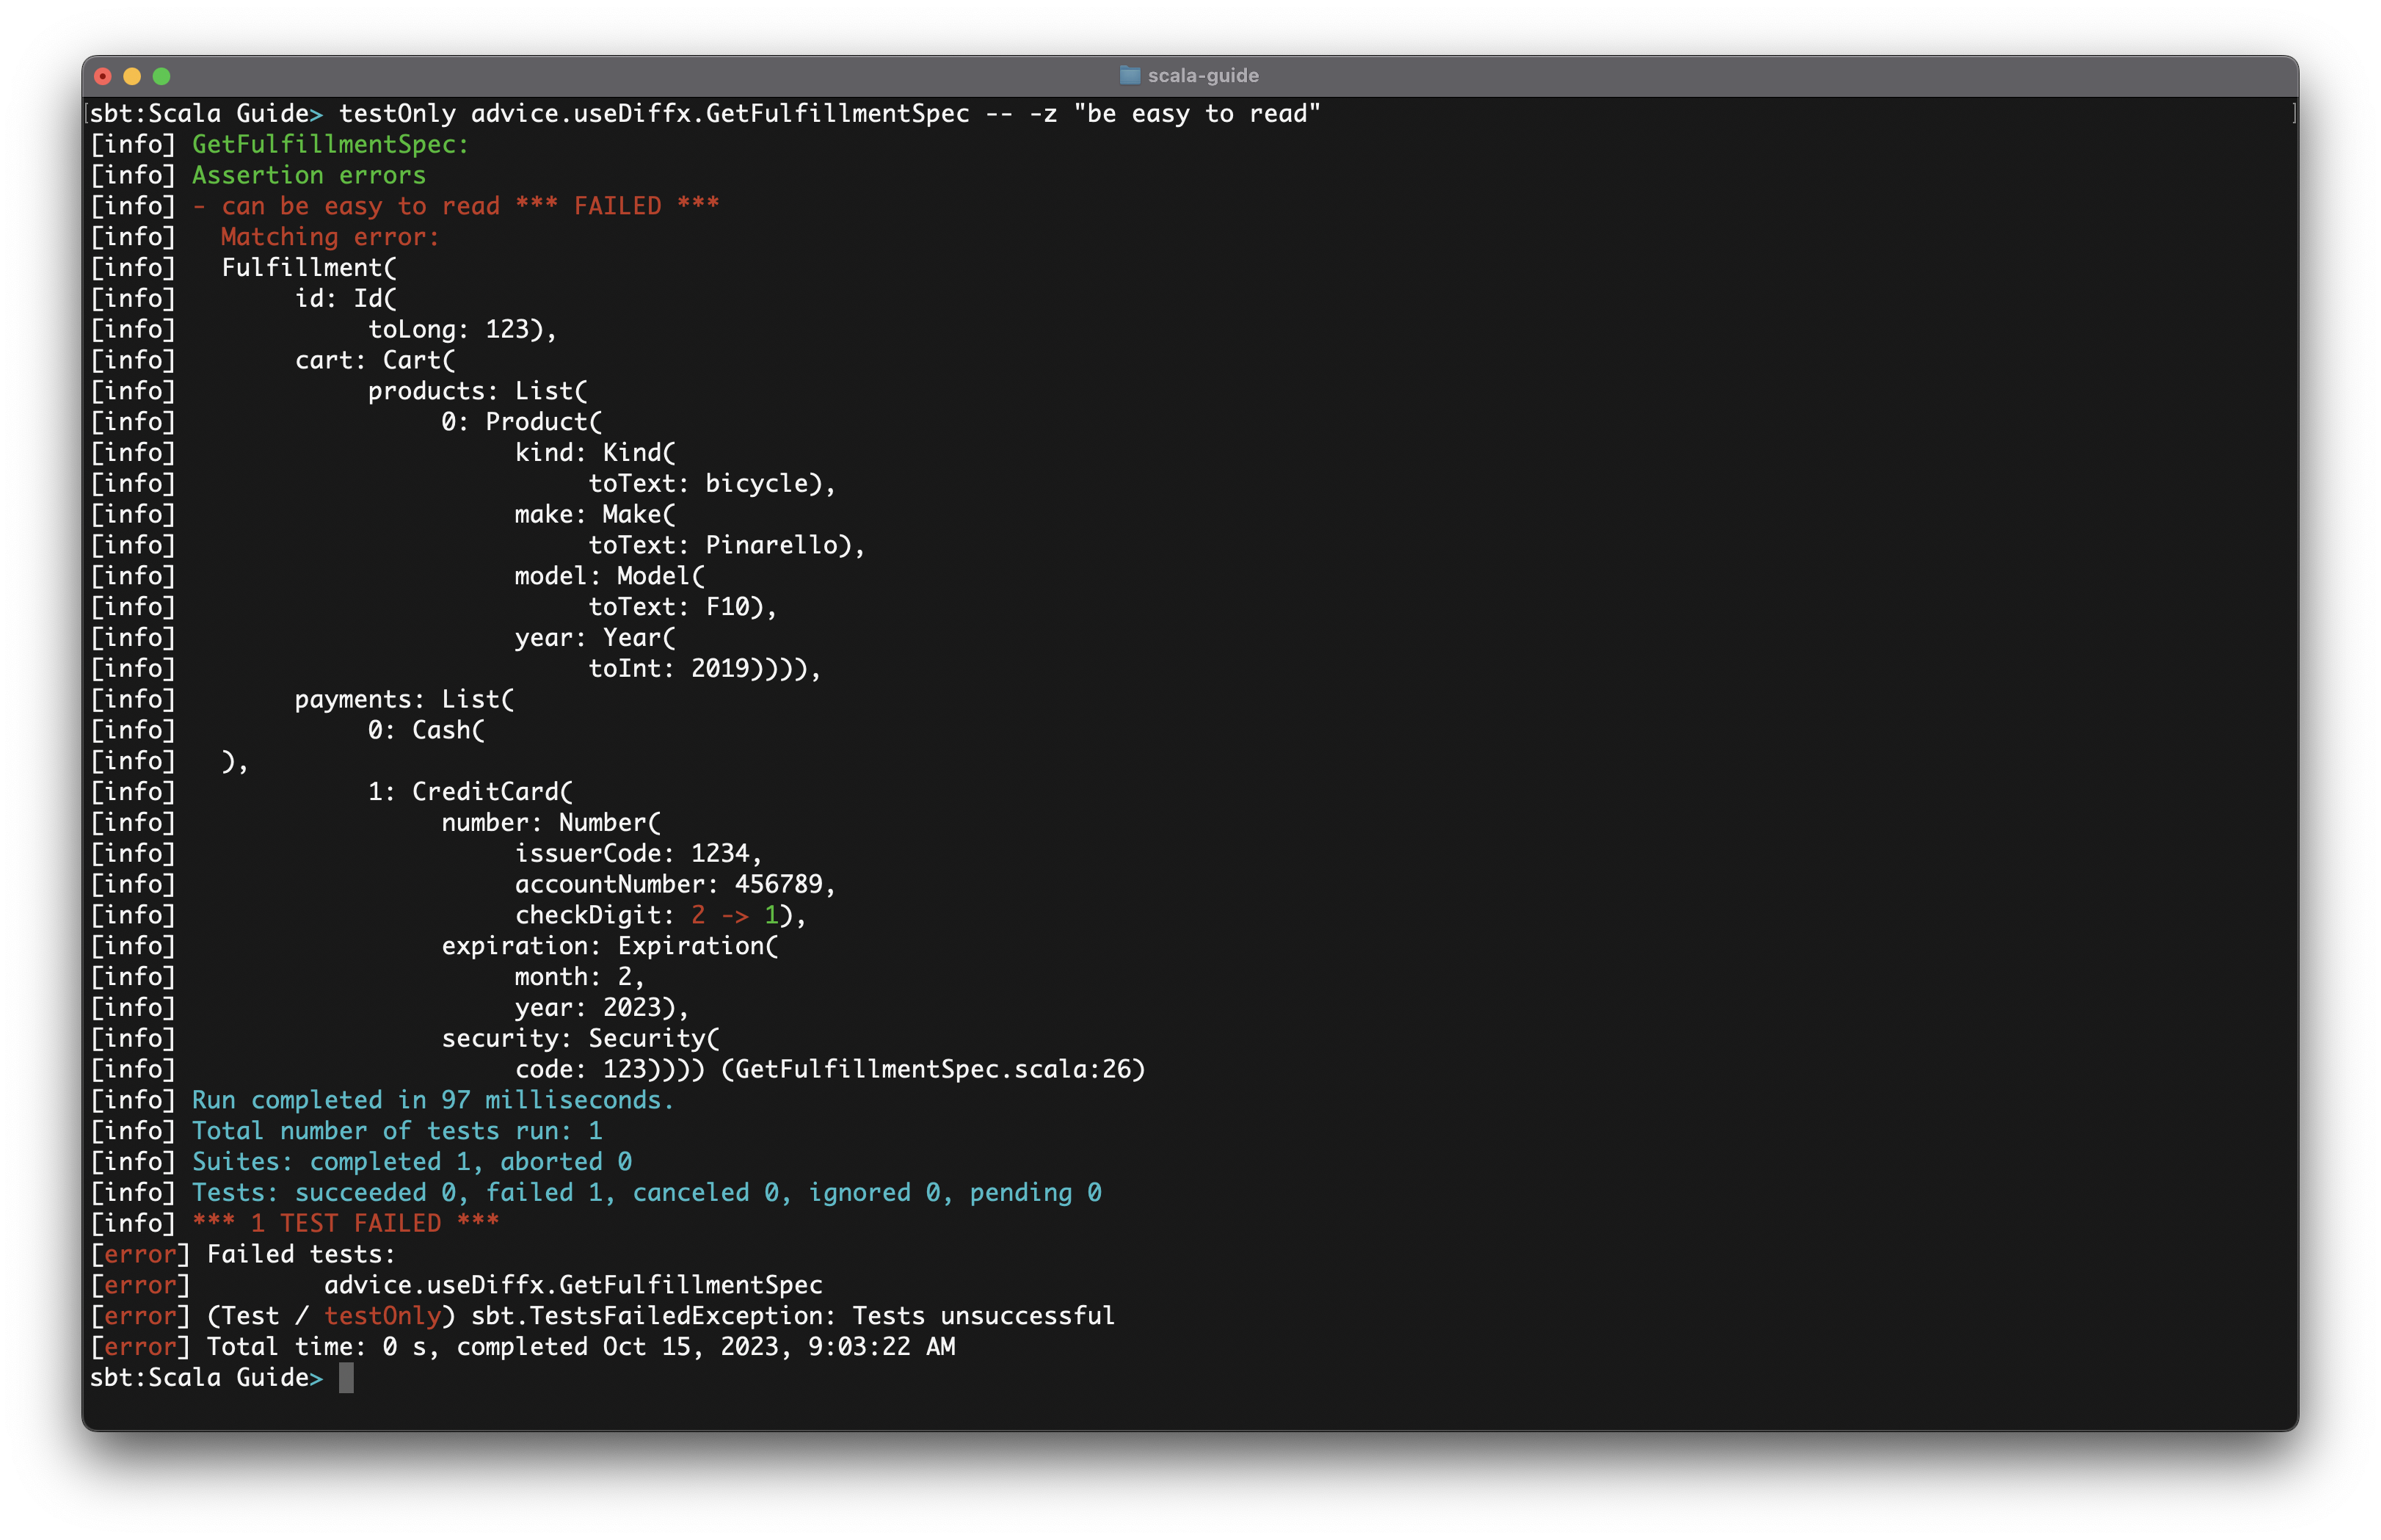 scala-guide
sbt:Scala Guide> testOnly advice.useDiffx.GetFulfillmentSpec -- -z "be easy to read"
[info] GetFulfillmentSpec:
[info] Assertion errors
[info] - can be easy to read *** FAILED ***
[info]   Matching error:
[info]   Fulfillment(
[info]        id: Id(
[info]             toLong: 123),
[info]        cart: Cart(
[info]             products: List(
[info]                  0: Product(
[info]                       kind: Kind(
[info]                            toText: bicycle),
[info]                       make: Make(
[info]                            toText: Pinarello),
[info]                       model: Model(
[info]                            toText: F10),
[info]                       year: Year(
[info]                            toInt: 2019)))),
[info]        payments: List(
[info]             0: Cash(
[info]   ),
[info]             1: CreditCard(
[info]                  number: Number(
[info]                       issuerCode: 1234,
[info]                       accountNumber: 456789,
[info]                       checkDigit: 2 -> 1),
[info]                  expiration: Expiration(
[info]                       month: 2,
[info]                       year: 2023),
[info]                  security: Security(
[info]                       code: 123)))) (GetFulfillmentSpec.scala:26)
[info] Run completed in 97 milliseconds.
[info] Total number of tests run: 1
[info] Suites: completed 1, aborted 0
[info] Tests: succeeded 0, failed 1, canceled 0, ignored 0, pending 0
[info] *** 1 TEST FAILED ***
[error] Failed tests:
[error]         advice.useDiffx.GetFulfillmentSpec
[error] (Test / testOnly) sbt.TestsFailedException: Tests unsuccessful
[error] Total time: 0 s, completed Oct 15, 2023, 9:03:22 AM
sbt:Scala Guide>